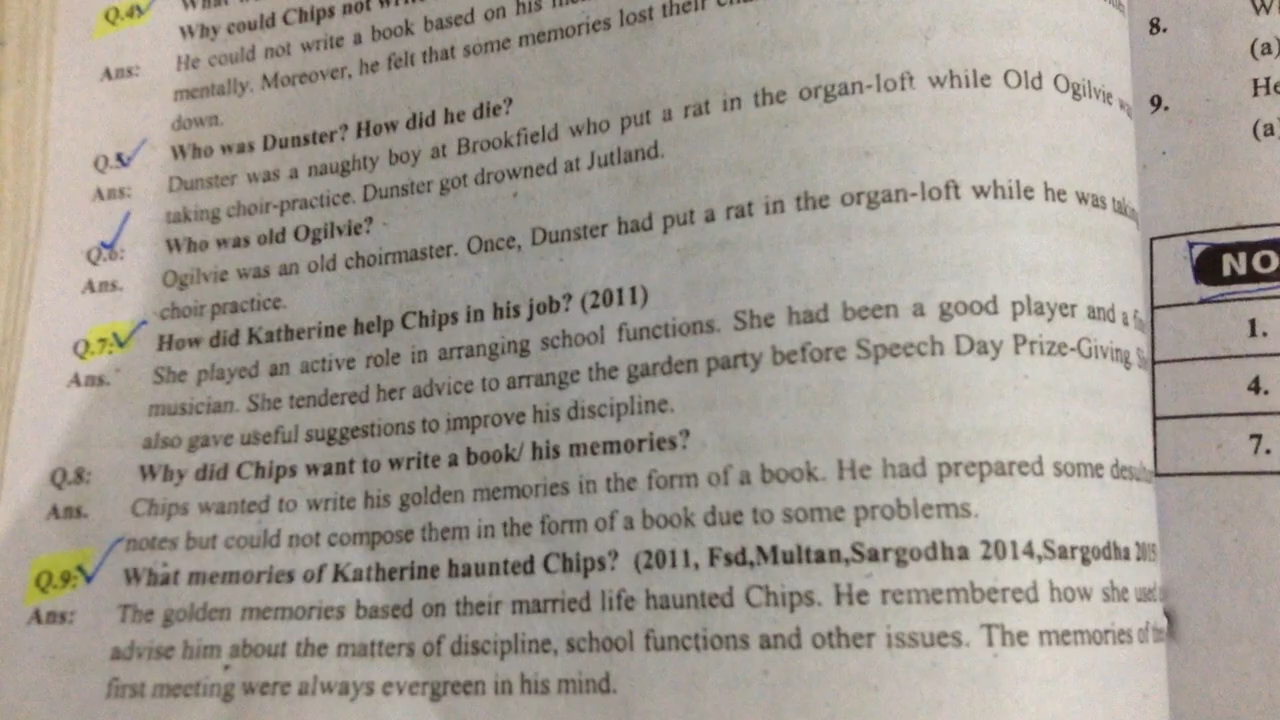 Q.4
Why could Chips not
Ans: He could not write a book based on his
mentally. Moreover, he felt that some memories lost their
down.
Q.5 Who was Dunster? How did he die?
Ans: Dunster was a naughty boy at Brookfield who put a rat in the organ-loft while Old Ogilvie was
taking choir-practice. Dunster got drowned at Jutland.
Q.6: Who was old Ogilvie?
Ans. Ogilvie was an old choirmaster. Once, Dunster had put a rat in the organ-loft while he was
choir practice.
Q.7: How did Katherine help Chips in his job? (2011)
Ans. She played an active role in arranging school functions. She had been a good player and a
musician. She tendered her advice to arrange the garden party before Speech Day Prize-Giving.
also gave useful suggestions to improve his discipline.
Q.8: Why did Chips want to write a book/ his memories?
Ans. Chips wanted to write his golden memories in the form of a book. He had prepared some
notes but could not compose them in the form of a book due to some problems.
Q.9: What memories of Katherine haunted Chips? (2011, Fsd,Multan,Sargodha 2014,Sargodha 2015
Ans: The golden memories based on their married life haunted Chips. He remembered how she used
advise him about the matters of discipline, school functions and other issues. The memories of
first meeting were always evergreen in his mind.
8.
(a)
9. He
(a)
NO
1.
4.
7.